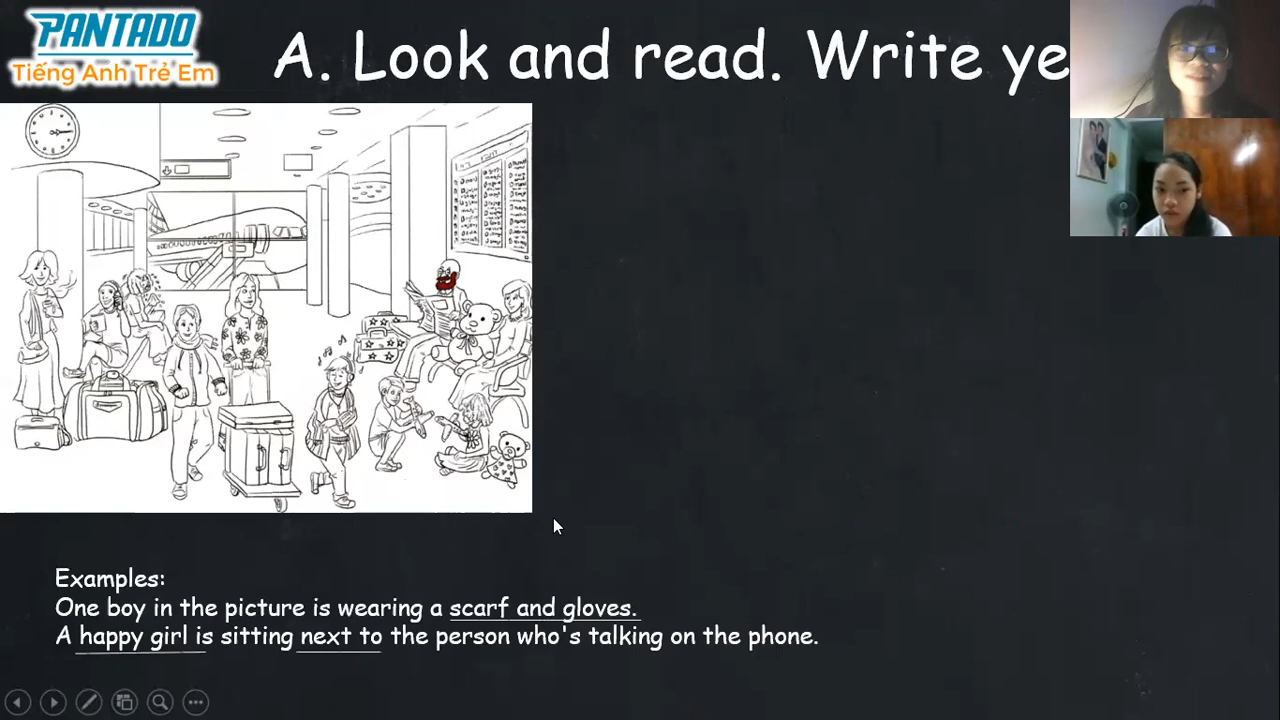 PANTADO
Tiếng Anh Trẻ Em
A. Look and read. Write ye
Examples:
One boy in the picture is wearing a scarf and gloves.
A happy girl is sitting next to the person who's talking on the phone.